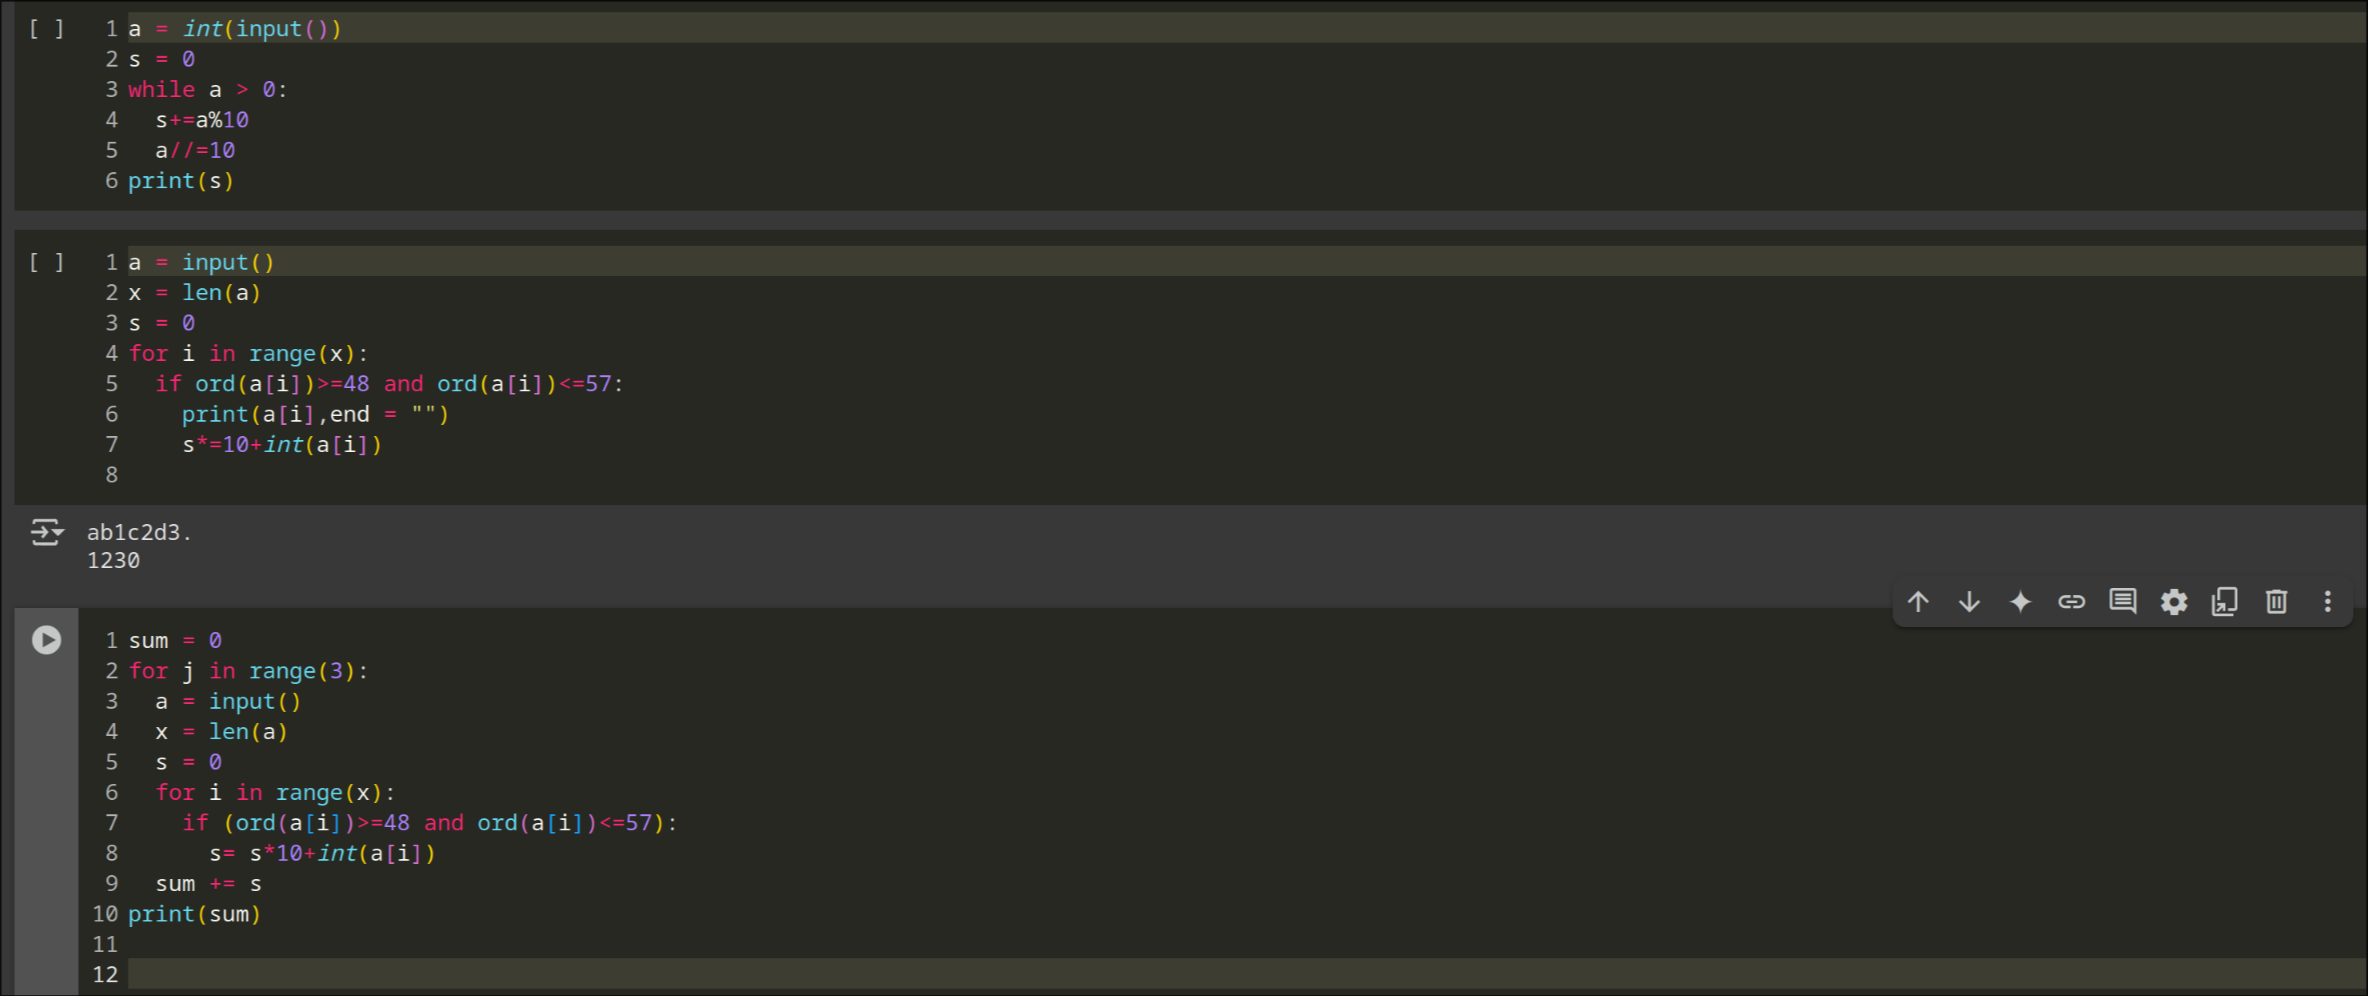 [ ] 1 a = int(input())
2 s = 0
3 while a > 0:
4   s+=a%10
5   a//=10
6 print(s)
[ ] 1 a = input()
2 x = len(a)
3 s = 0
4 for i in range(x):
5   if ord(a[i])>=48 and ord(a[i])<=57:
6     print(a[i],end = "")
7     s*=10+int(a[i])
8
ab1c2d3.
1230
1 sum = 0
2 for j in range(3):
3   a = input()
4   x = len(a)
5   s = 0
6   for i in range(x):
7     if (ord(a[i])>=48 and ord(a[i])<=57):
8       s= s*10+int(a[i])
9   sum += s
10 print(sum)
11
12